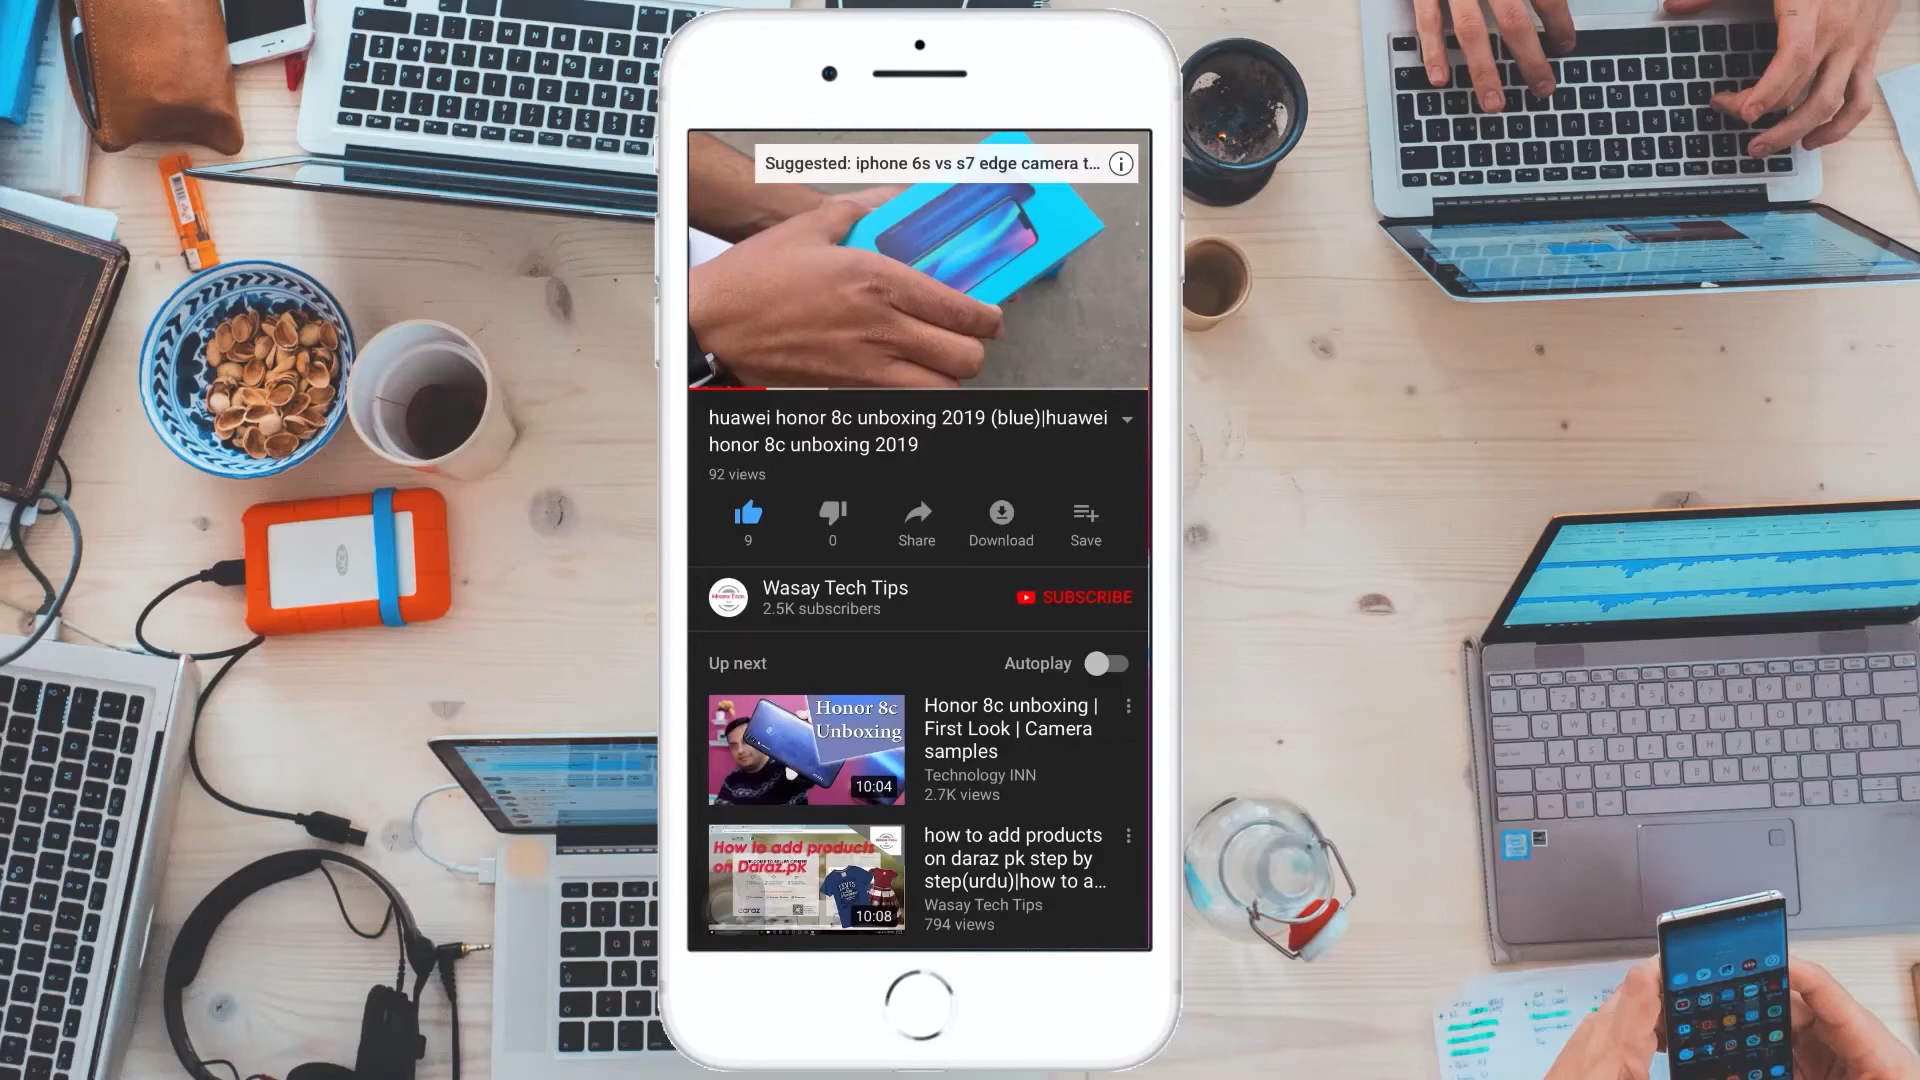 Suggested: iphone 6s vs s7 edge camera t...
huawei honor 8c unboxing 2019 (blue)|huawei
honor 8c unboxing 2019
92 views
9
0
Share
Download
Save
Wasay Tech Tips
2.5K subscribers
SUBSCRIBE
Up next
Autoplay
Honor 8c
Unboxing
10:04
Honor 8c unboxing |
First Look | Camera
samples
Technology INN
2.7K views
How to add products
on Daraz.pk
10:08
how to add products
on daraz pk step by
step(urdu)|how to a...
Wasay Tech Tips
794 views